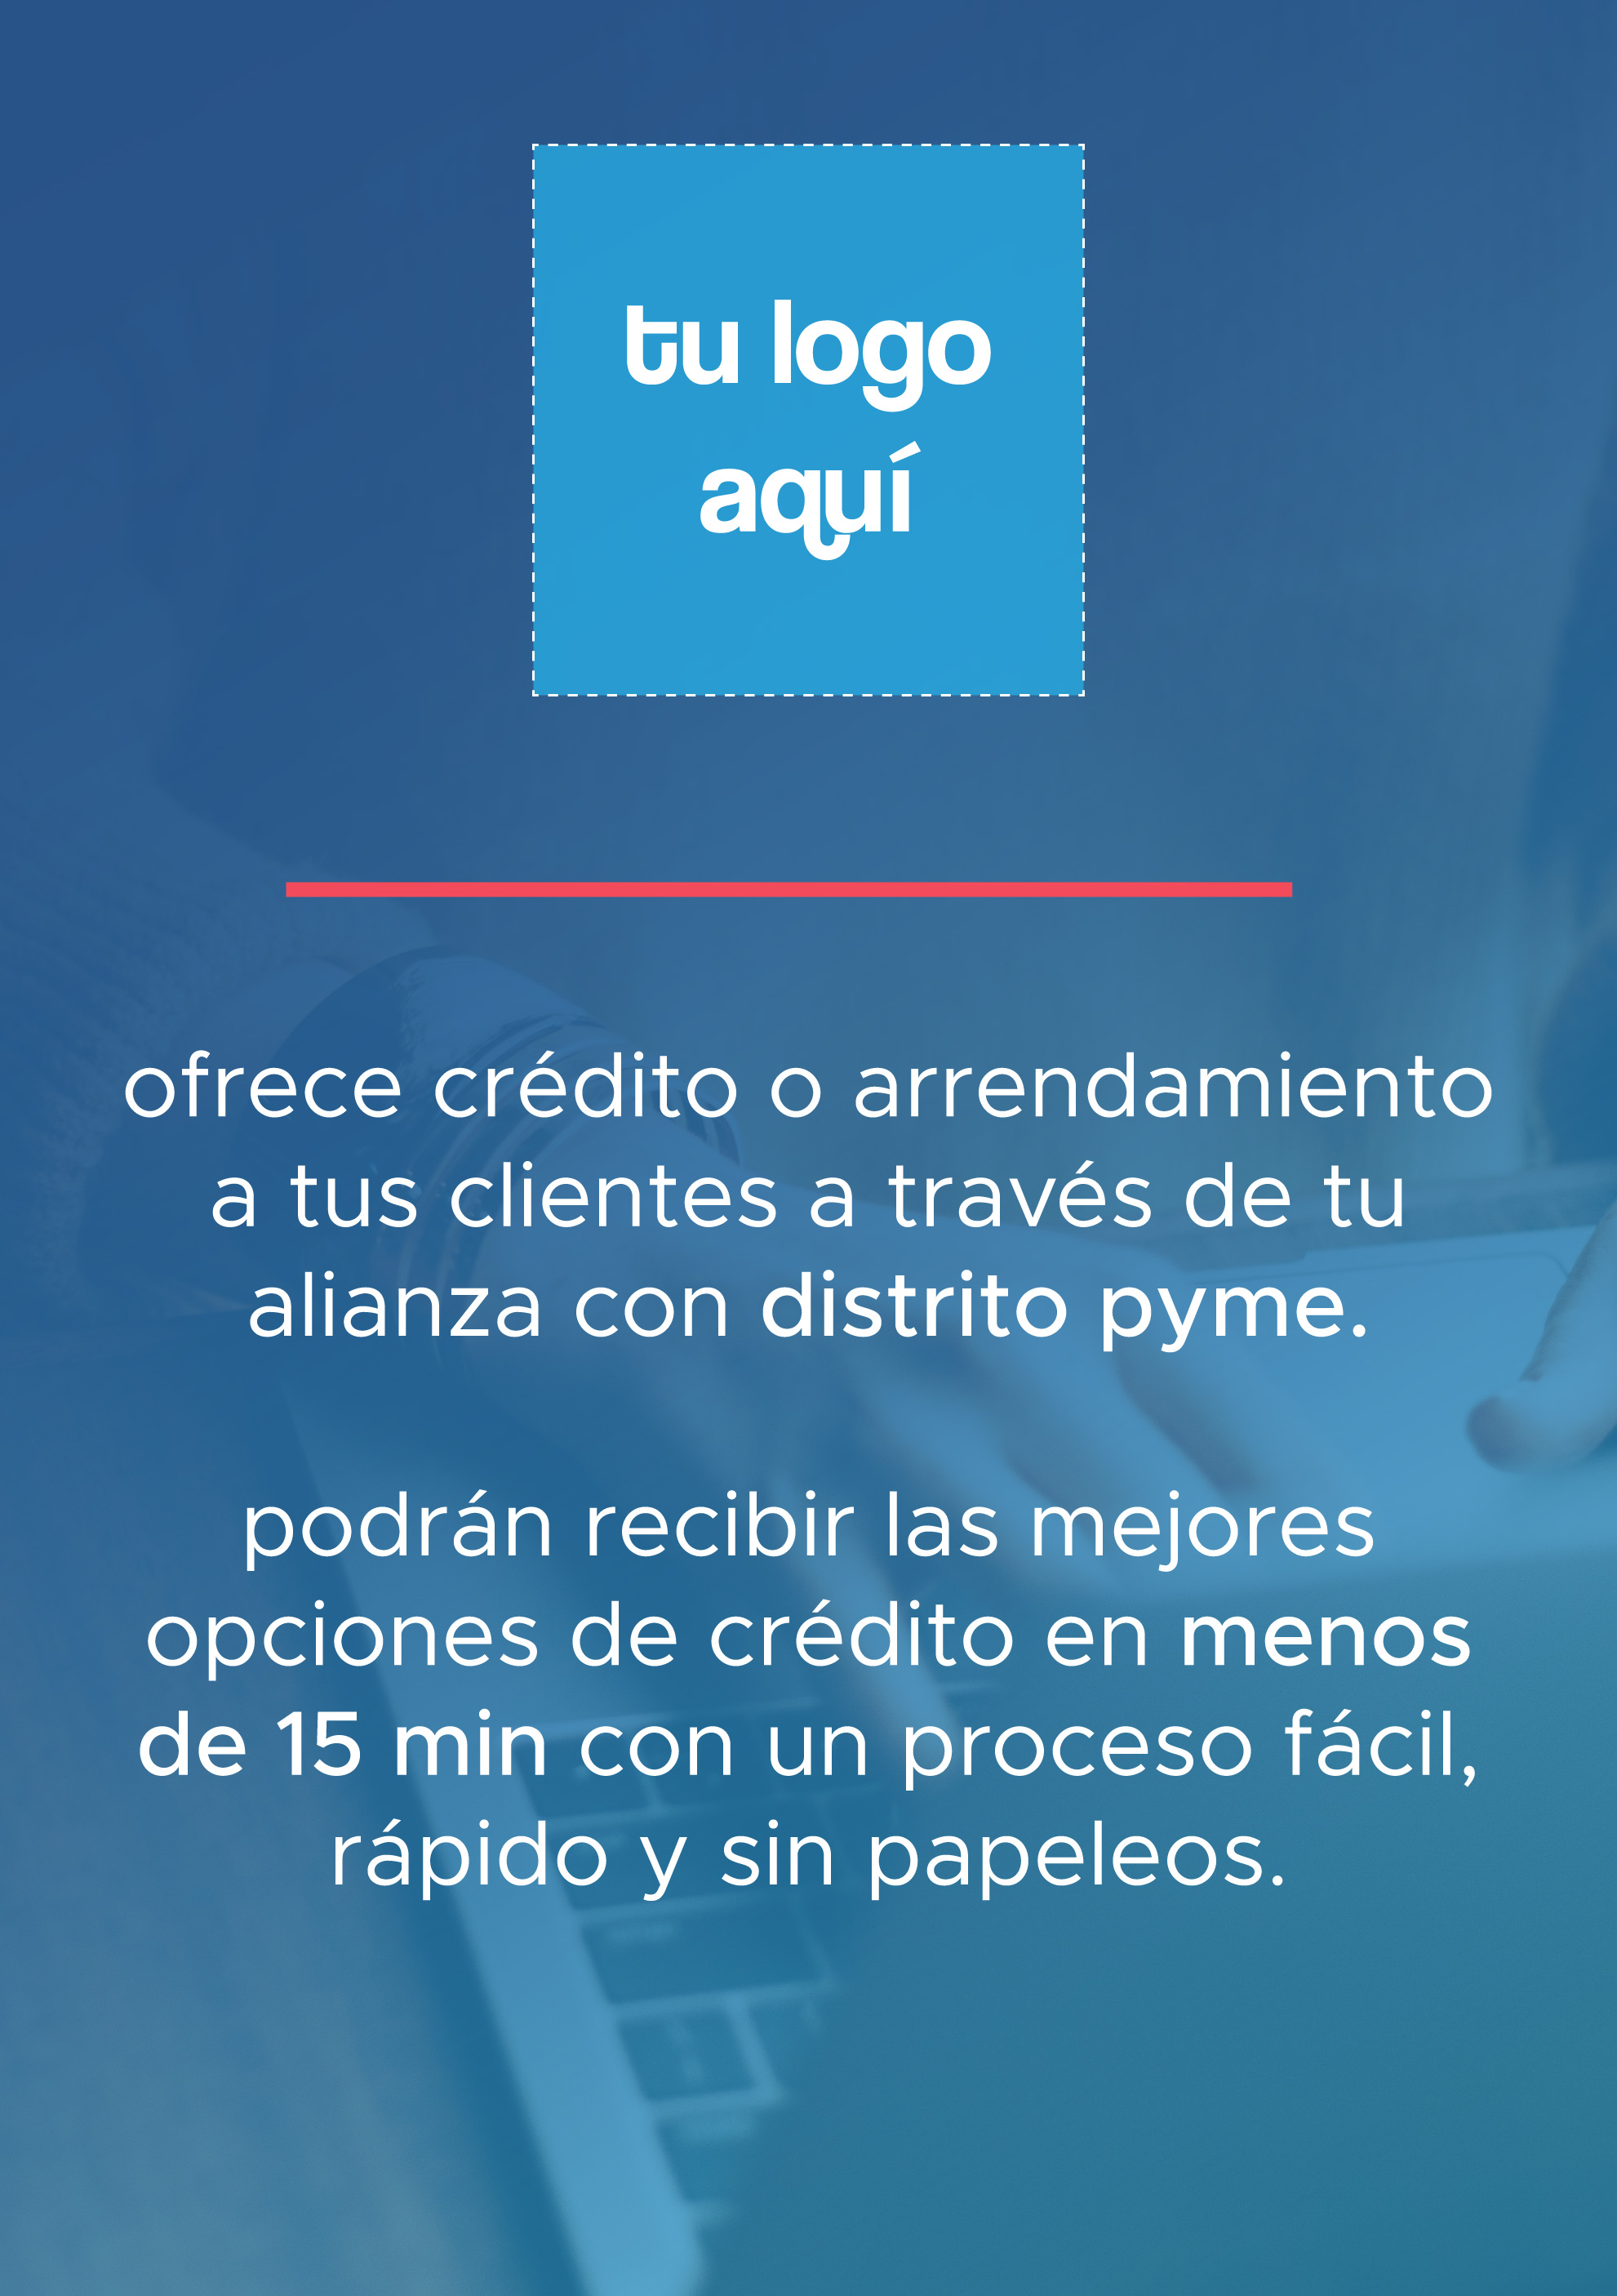 tu logo
aquí
ofrece crédito o arrendamiento
a tus clientes a través de tu
alianza con distrito pyme.
podrán recibir las mejores
opciones de crédito en menos
de 15 min con un proceso fácil,
rápido y sin papeleos.